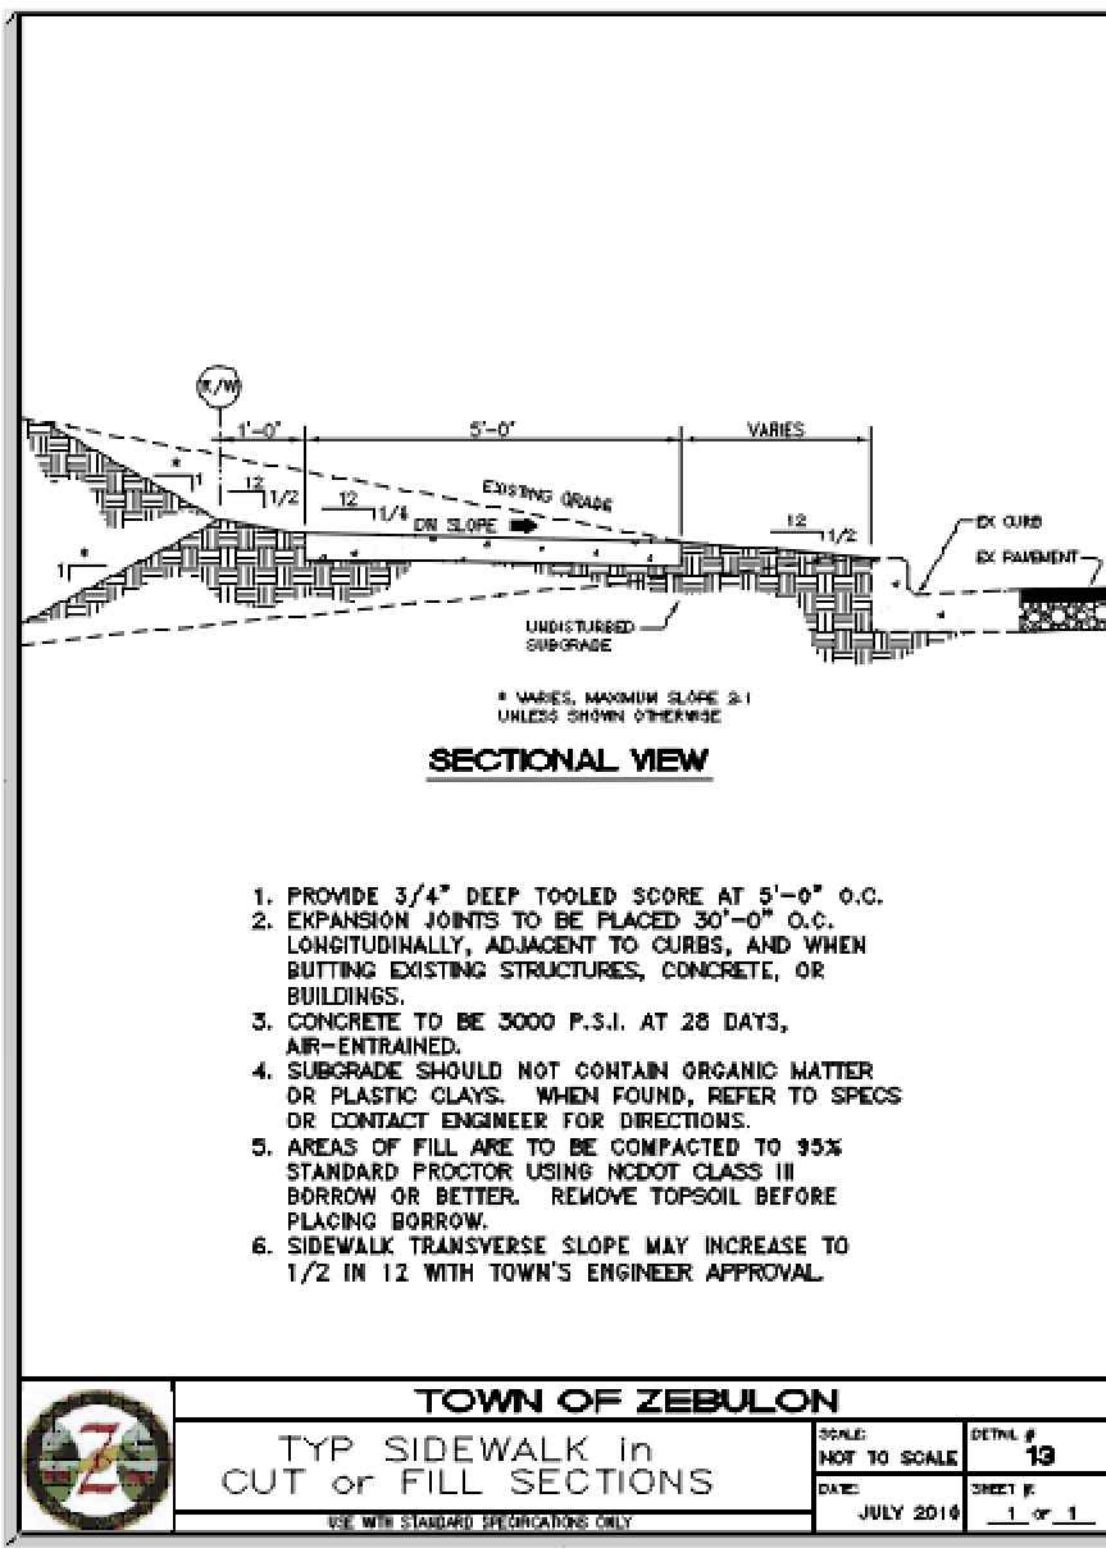 R/W
1'-0" 5'-0" VARIES
EXISTING GRADE
* 1 12 1/2 12 1/4 DN SLOPE 12 1/2
EX CURB
* 1
EX PAVEMENT
UNDISTURBED
SUBGRADE
* VARIES, MAXIMUM SLOPE 2:1
UNLESS SHOWN OTHERWISE
SECTIONAL VIEW
1. PROVIDE 3/4" DEEP TOOLED SCORE AT 5'-0" O.C.
2. EXPANSION JOINTS TO BE PLACED 30'-0" O.C.
LONGITUDINALLY, ADJACENT TO CURBS, AND WHEN
BUTTING EXISTING STRUCTURES, CONCRETE, OR
BUILDINGS.
3. CONCRETE TO BE 3000 P.S.I. AT 28 DAYS,
AIR-ENTRAINED.
4. SUBGRADE SHOULD NOT CONTAIN ORGANIC MATTER
OR PLASTIC CLAYS. WHEN FOUND, REFER TO SPECS
OR CONTACT ENGINEER FOR DIRECTIONS.
5. AREAS OF FILL ARE TO BE COMPACTED TO 95%
STANDARD PROCTOR USING NCDOT CLASS III
BORROW OR BETTER. REMOVE TOPSOIL BEFORE
PLACING BORROW.
6. SIDEWALK TRANSVERSE SLOPE MAY INCREASE TO
1/2 IN 12 WITH TOWN'S ENGINEER APPROVAL.
Z
TOWN OF ZEBULON
TYP SIDEWALK in
CUT or FILL SECTIONS
USE WITH STANDARD SPECIFICATIONS ONLY
SCALE:
NOT TO SCALE
DETAIL #
13
DATE:
JULY
SHEET #:
1 or 1